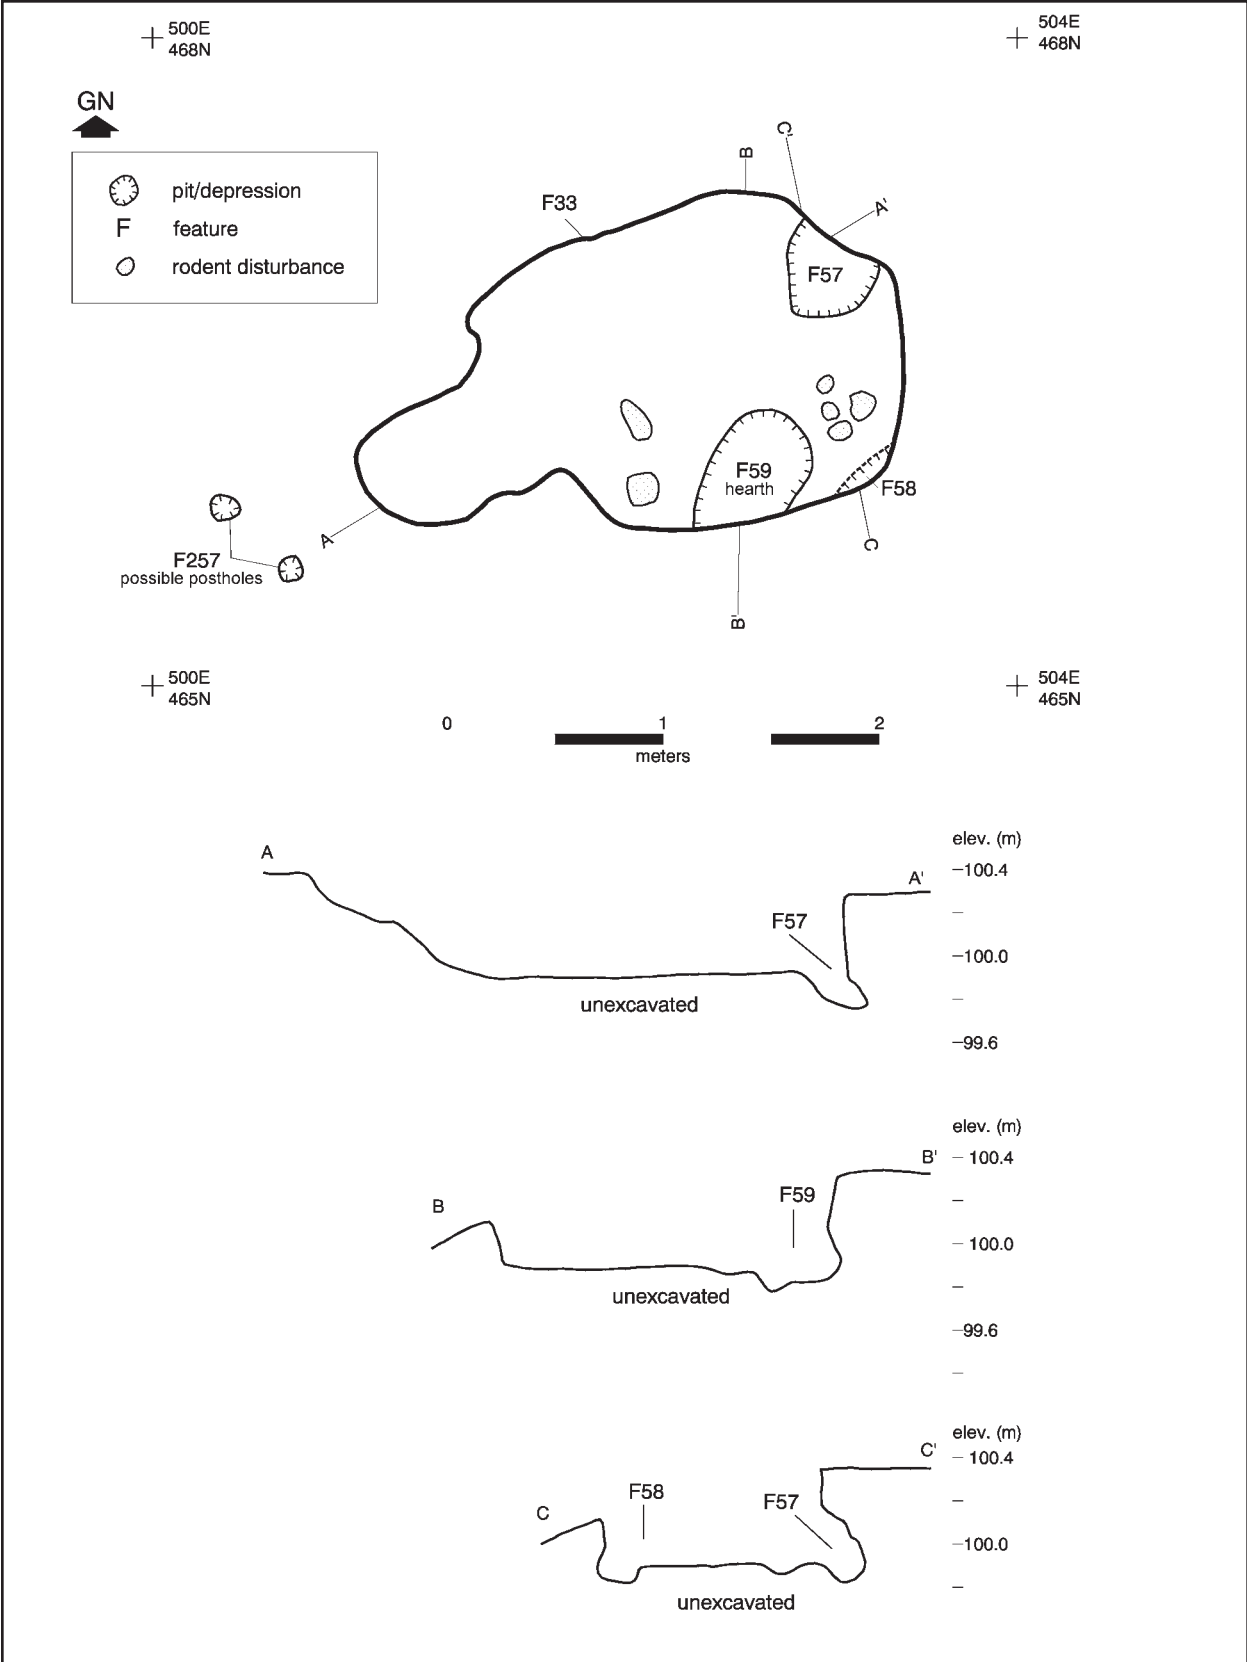 500E
468N
504E
468N
GN
pit/depression
F feature
rodent disturbance
F33
B
C'
A'
F57
F59
hearth
F58
A
F257
possible postholes
C
B'
500E
465N
504E
465N
0 1 2
meters
elev. (m)
A
A'
100.4
F57
100.0
unexcavated
99.6
elev. (m)
B'
100.4
F59
B
100.0
unexcavated
99.6
elev. (m)
C'
100.4
F58
F57
C
100.0
unexcavated